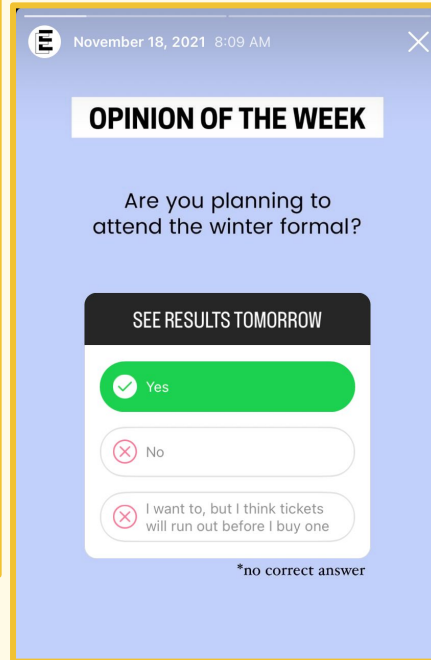 E November 18, 2021 8:09 AM
OPINION OF THE WEEK
Are you planning to
attend the winter formal?
SEE RESULTS TOMORROW
Yes
No
I want to, but I think tickets
will run out before I buy one
*no correct answer